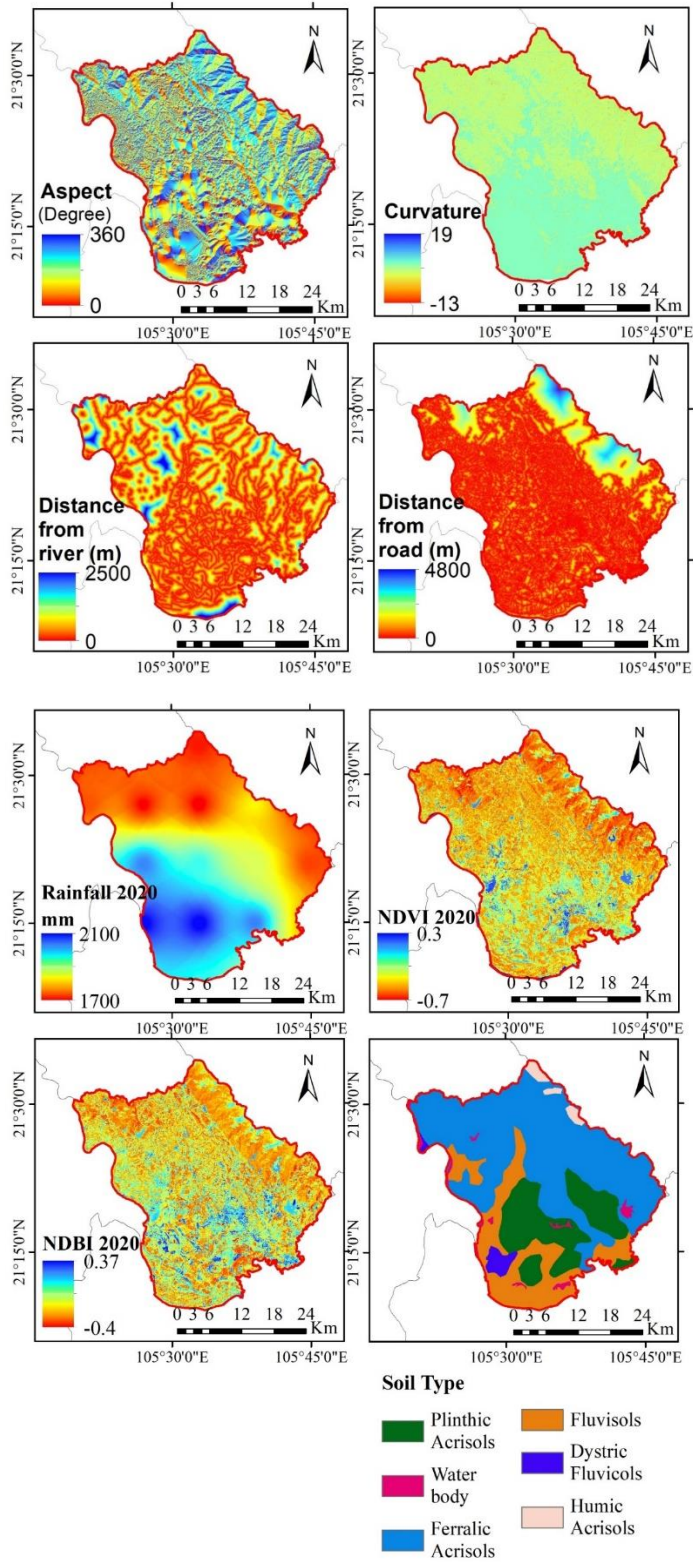 N
N
21°30'0"N
21°30'0"N
21°15'0"N
21°15'0"N
Aspect
(Degree)
360
0
0 3 6 12 18 24
Km
105°30'0"E 105°45'0"E
Curvature
19
-13
0 3 6 12 18 24
Km
105°30'0"E 105°45'0"E
N
N
21°30'0"N
21°30'0"N
21°15'0"N
21°15'0"N
Distance
from
river (m)
2500
0
0 3 6 12 18 24
Km
105°30'0"E 105°45'0"E
Distance
from
road (m)
4800
0
0 3 6 12 18 24
Km
105°30'0"E 105°45'0"E
N
N
21°30'0"N
21°30'0"N
21°15'0"N
21°15'0"N
Rainfall 2020
mm
2100
1700
0 3 6 12 18 24
Km
105°30'0"E 105°45'0"E
NDVI 2020
0.3
-0.7
0 3 6 12 18 24
Km
105°30'0"E 105°45'0"E
N
N
21°30'0"N
21°30'0"N
21°15'0"N
21°15'0"N
NDBI 2020
0.37
-0.4
0 3 6 12 18 24
Km
105°30'0"E 105°45'0"E
0 3 6 12 18 24
Km
105°30'0"E 105°45'0"E
Soil Type
Plinthic
Acrisols
Water
body
Ferralic
Acrisols
Fluvisols
Dystric
Fluvicols
Humic
Acrisols